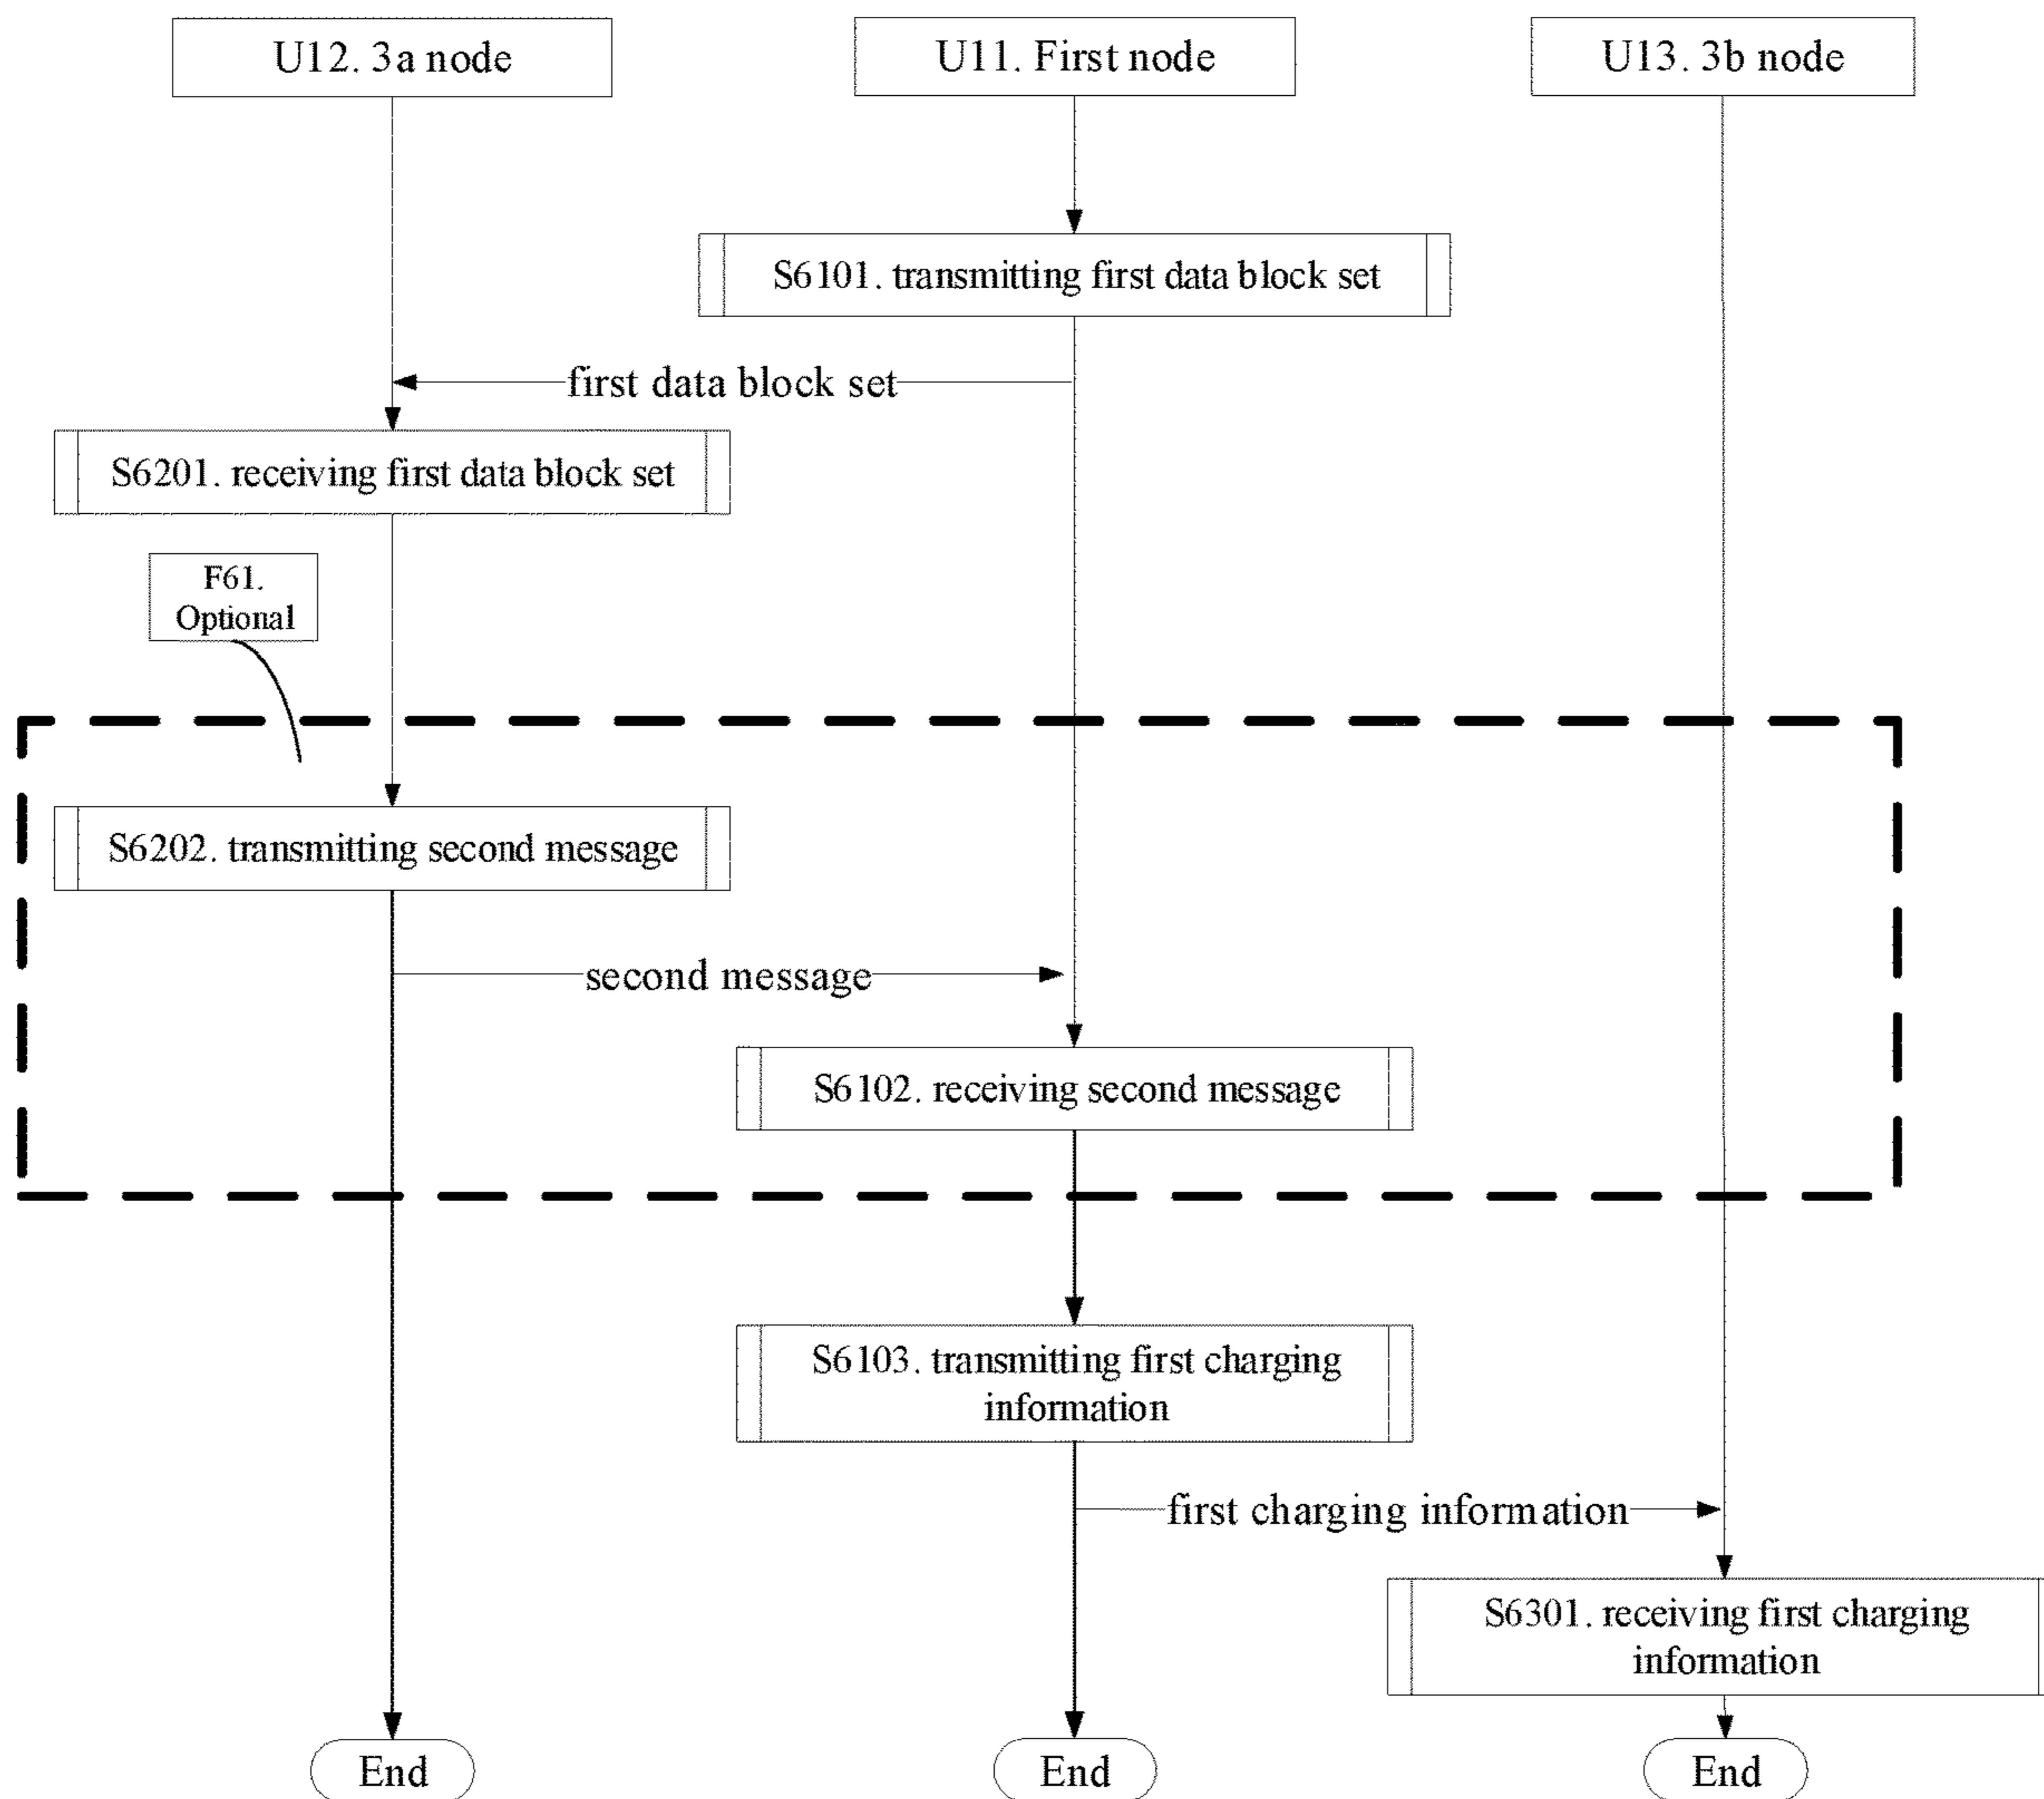 U12. 3a node
U11. First node
U13. 3b node
S6101. transmitting first data block set
first data block set
S6201. receiving first data block set
F61.
Optional
S6202. transmitting second message
second message
S6102. receiving second message
S6103. transmitting first charging
information
first charging information
S6301. receiving first charging
information
End
End
End